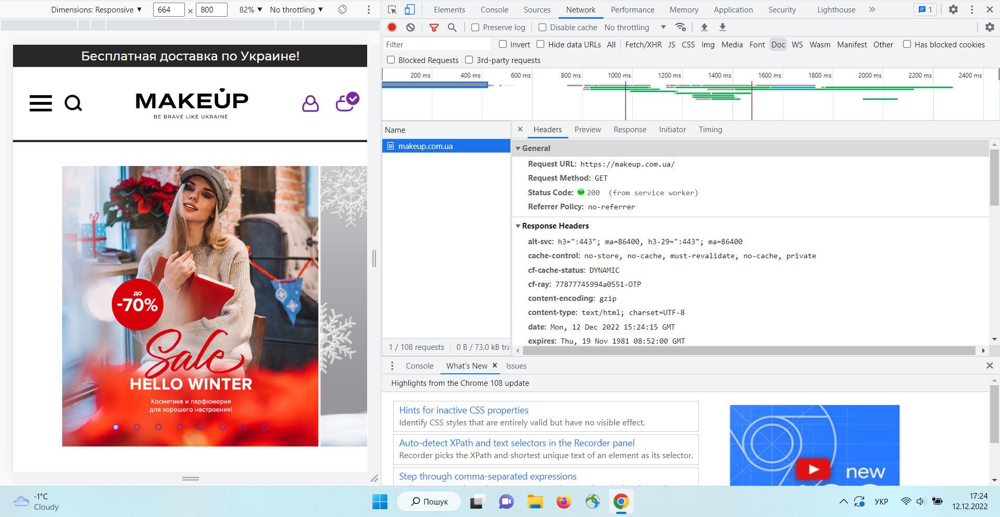 Dimensions: Responsive ▼ 664 × 800 82% ▼ No throttling ▼
Elements Console Sources Network Performance Memory Application Security Lighthouse » 1
Preserve log Disable cache No throttling ▼
Filter Invert Hide data URLs All Fetch/XHR JS CSS Img Media Font Doc WS Wasm Manifest Other Has blocked cookies
Blocked Requests 3rd-party requests
200 ms 400 ms 600 ms 800 ms 1000 ms 1200 ms 1400 ms 1600 ms 1800 ms 2000 ms 2200 ms 2400 ms
Бесплатная доставка по Украине!
MAKEUP
BE BRAVE LIKE UKRAINE
до
-70%
Sale
HELLO WINTER
Косметика и парфюмерия
для хорошего настроения!
Name
makeup.com.ua
1 / 108 requests 0 B / 73.0 kB tra
× Headers Preview Response Initiator Timing
General
Request URL: https://makeup.com.ua/
Request Method: GET
Status Code: 200 (from service worker)
Referrer Policy: no-referrer
Response Headers
alt-svc: h3=":443"; ma=86400, h3-29=":443"; ma=86400
cache-control: no-store, no-cache, must-revalidate, no-cache, private
cf-cache-status: DYNAMIC
cf-ray: 77877745994a0551-OTP
content-encoding: gzip
content-type: text/html; charset=UTF-8
date: Mon, 12 Dec 2022 15:24:15 GMT
expires: Thu, 19 Nov 1981 08:52:00 GMT
Console What's New × Issues
Highlights from the Chrome 108 update
Hints for inactive CSS properties
Identify CSS styles that are entirely valid but have no visible effect.
Auto-detect XPath and text selectors in the Recorder panel
Recorder picks the XPath and shortest unique text of an element as its selector.
Step through comma-separated expressions
new
-1°C
Cloudy
Пошук
УКР
17:24
12.12.2022